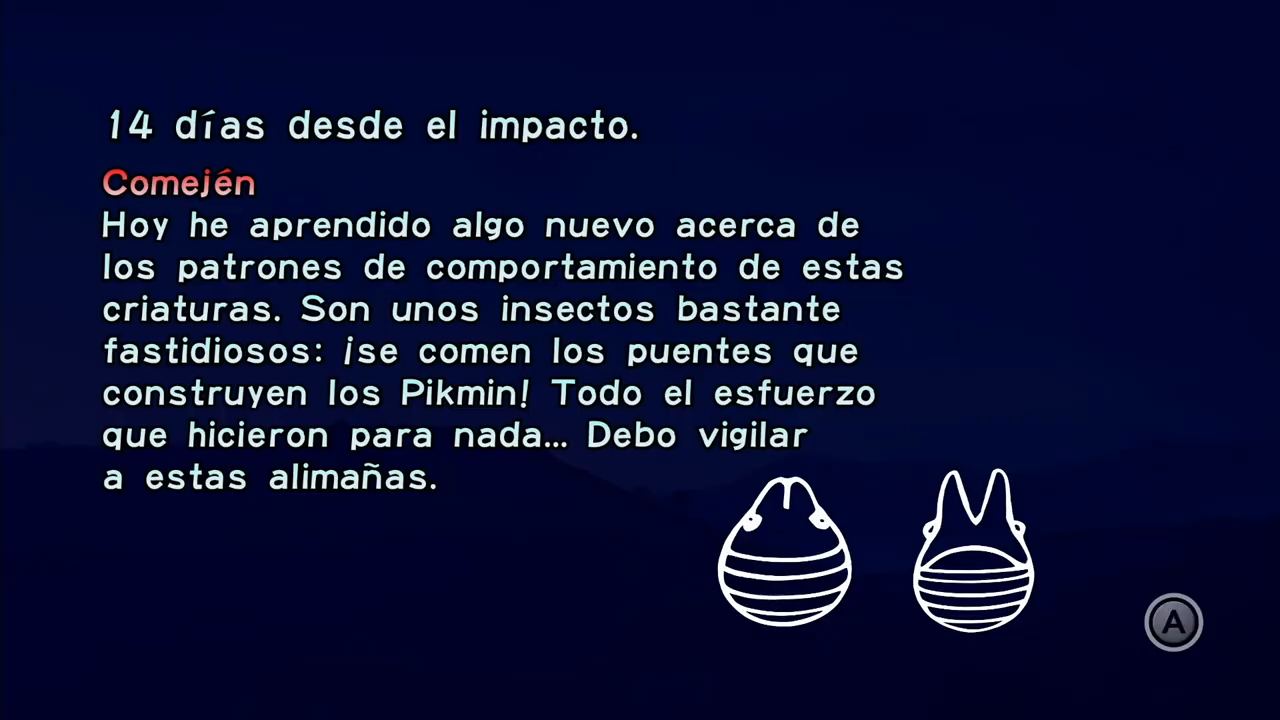 14 días desde el impacto.
Comején
Hoy he aprendido algo nuevo acerca de
los patrones de comportamiento de estas
criaturas. Son unos insectos bastante
fastidiosos: ¡se comen los puentes que
construyen los Pikmin! Todo el esfuerzo
que hicieron para nada... Debo vigilar
a estas alimañas.
A